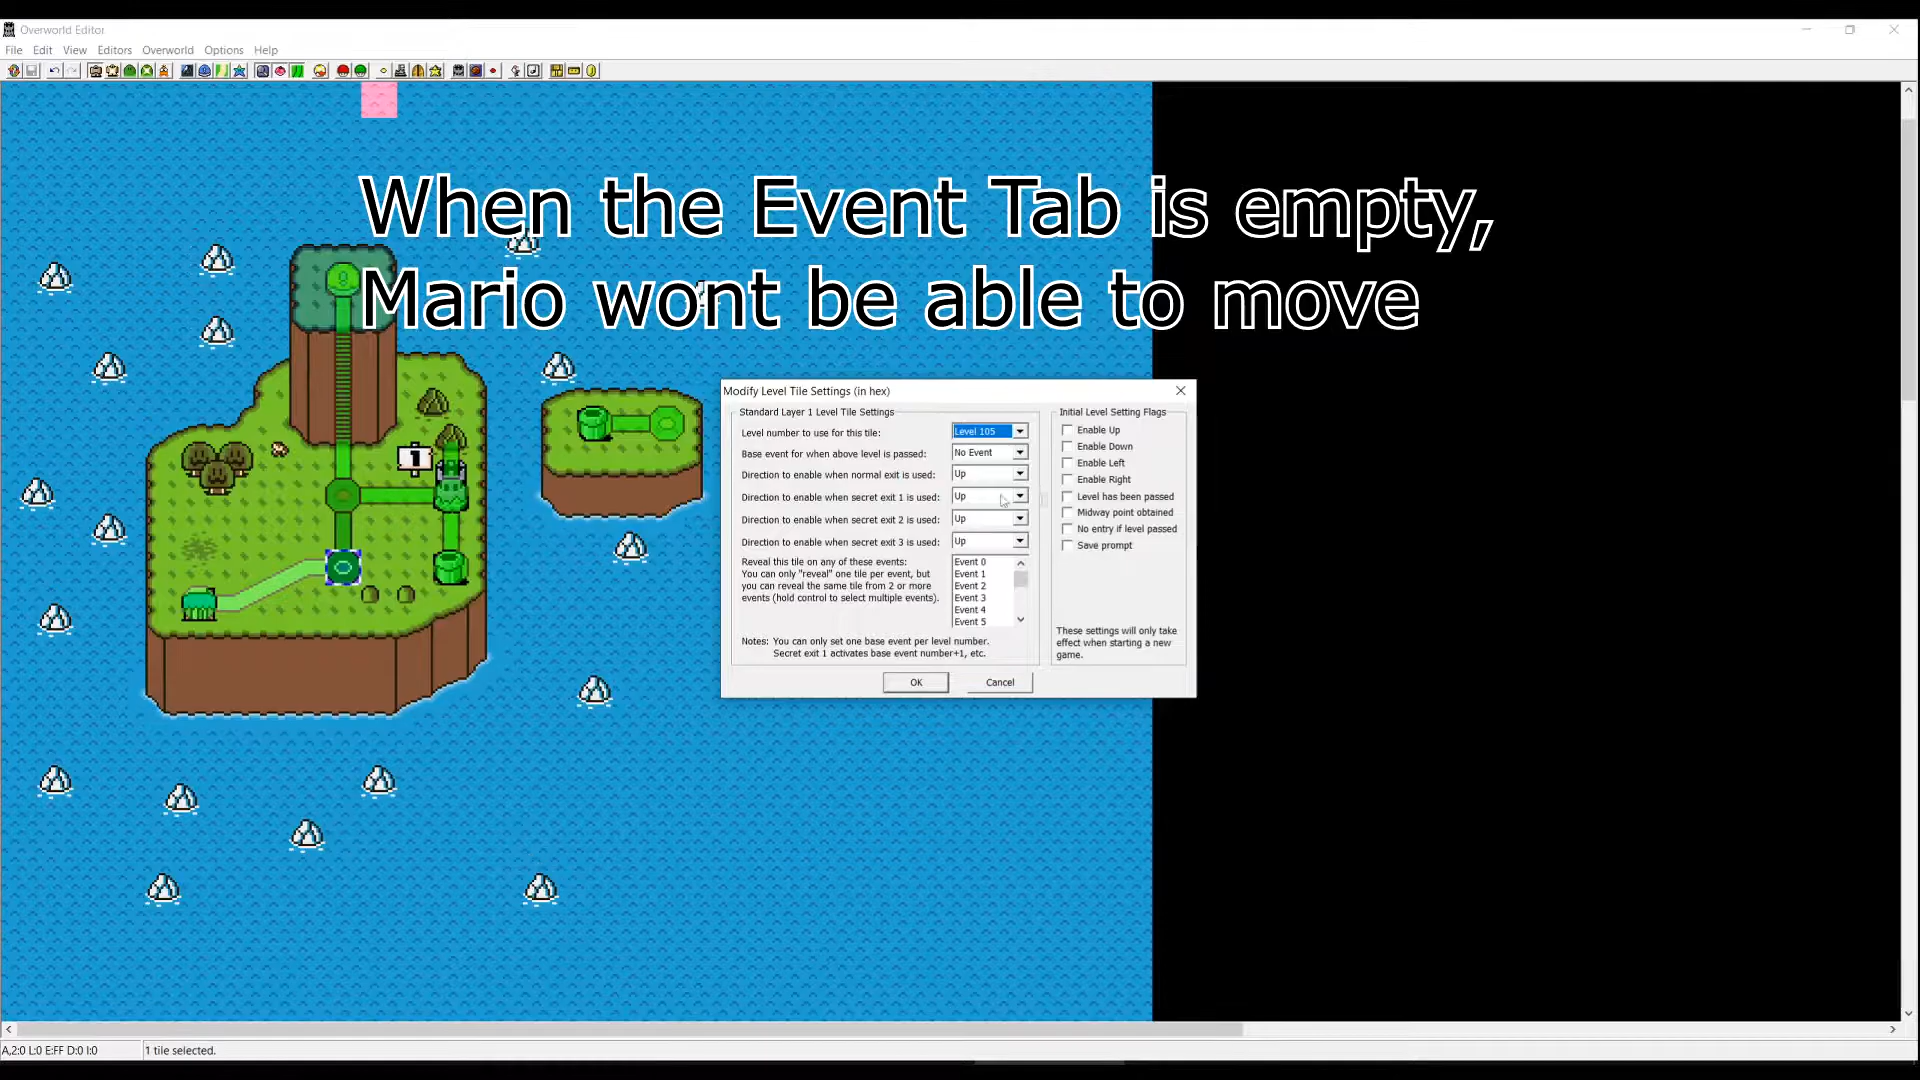 Overworld Editor
File Edit View Editors Overworld Options Help
When the Event Tab is empty,
Mario wont be able to move
1
Modify Level Tile Settings (in hex)
Standard Layer 1 Level Tile Settings
Level number to use for this tile: Level 105
Base event for when above level is passed: No Event
Direction to enable when normal exit is used: Up
Direction to enable when secret exit 1 is used: Up
Direction to enable when secret exit 2 is used: Up
Direction to enable when secret exit 3 is used: Up
Reveal this tile on any of these events:
You can only "reveal" one tile per event, but
you can reveal the same tile from 2 or more
events (hold control to select multiple events).
Event 0
Event 1
Event 2
Event 3
Event 4
Event 5
Notes: You can only set one base event per level number.
Secret exit 1 activates base event number+1, etc.
Initial Level Setting Flags
Enable Up
Enable Down
Enable Left
Enable Right
Level has been passed
Midway point obtained
No entry if level passed
Save prompt
These settings will only take
effect when starting a new
game.
OK Cancel
A,2:0 L:0 E:FF D:0 I:0 1 tile selected.